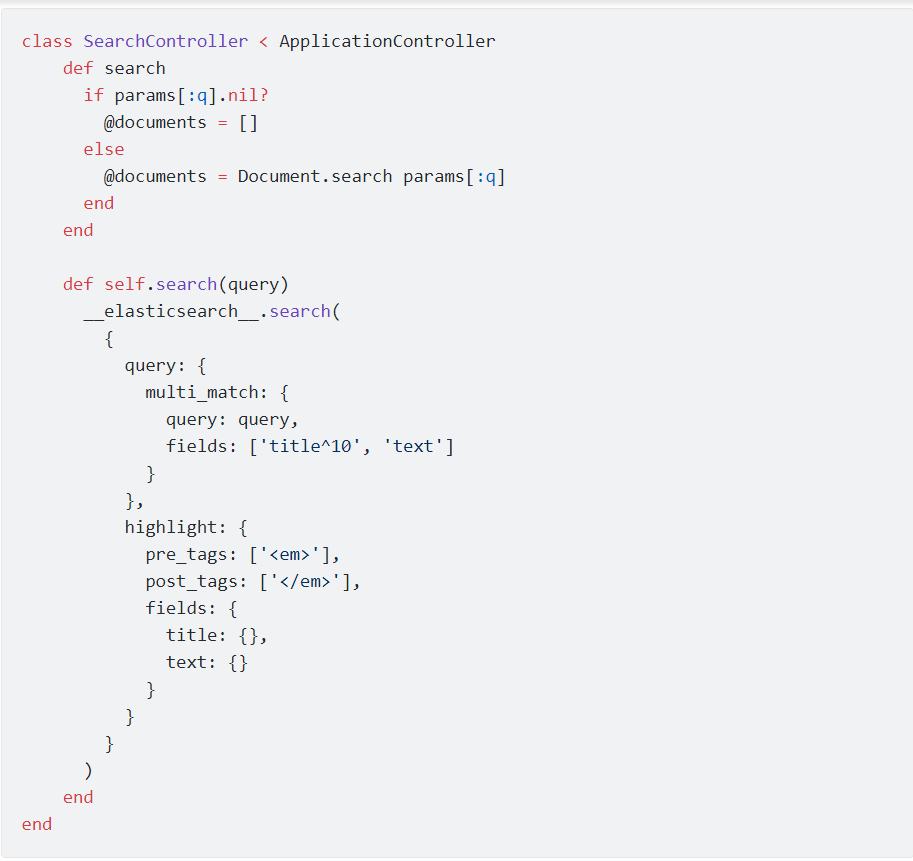 class SearchController < ApplicationController
    def search
      if params[:q].nil?
        @documents = []
      else
        @documents = Document.search params[:q]
      end
    end

    def self.search(query)
      __elasticsearch__.search(
        {
          query: {
            multi_match: {
              query: query,
              fields: ['title^10', 'text']
            }
          },
          highlight: {
            pre_tags: ['<em>'],
            post_tags: ['</em>'],
            fields: {
              title: {},
              text: {}
            }
          }
        }
      )
    end
end